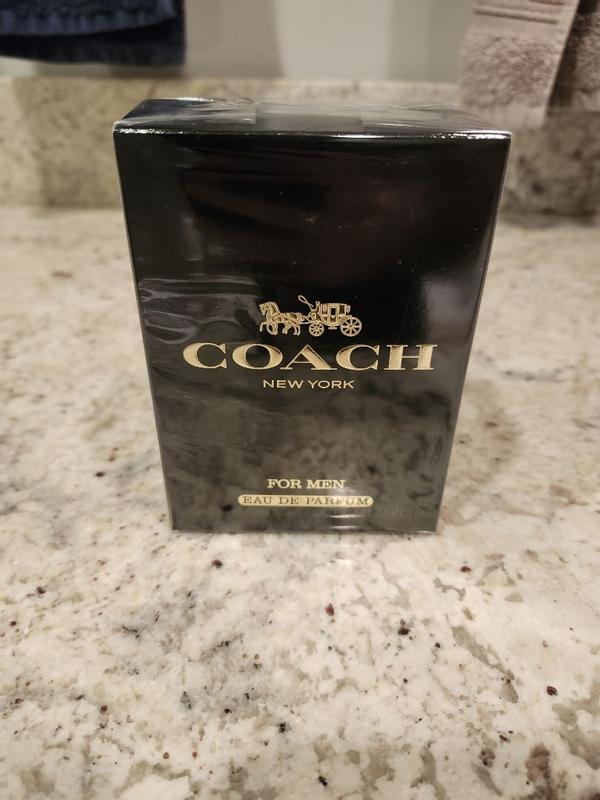 COACH
NEW YORK
FOR MEN
EAU DE PARFUM